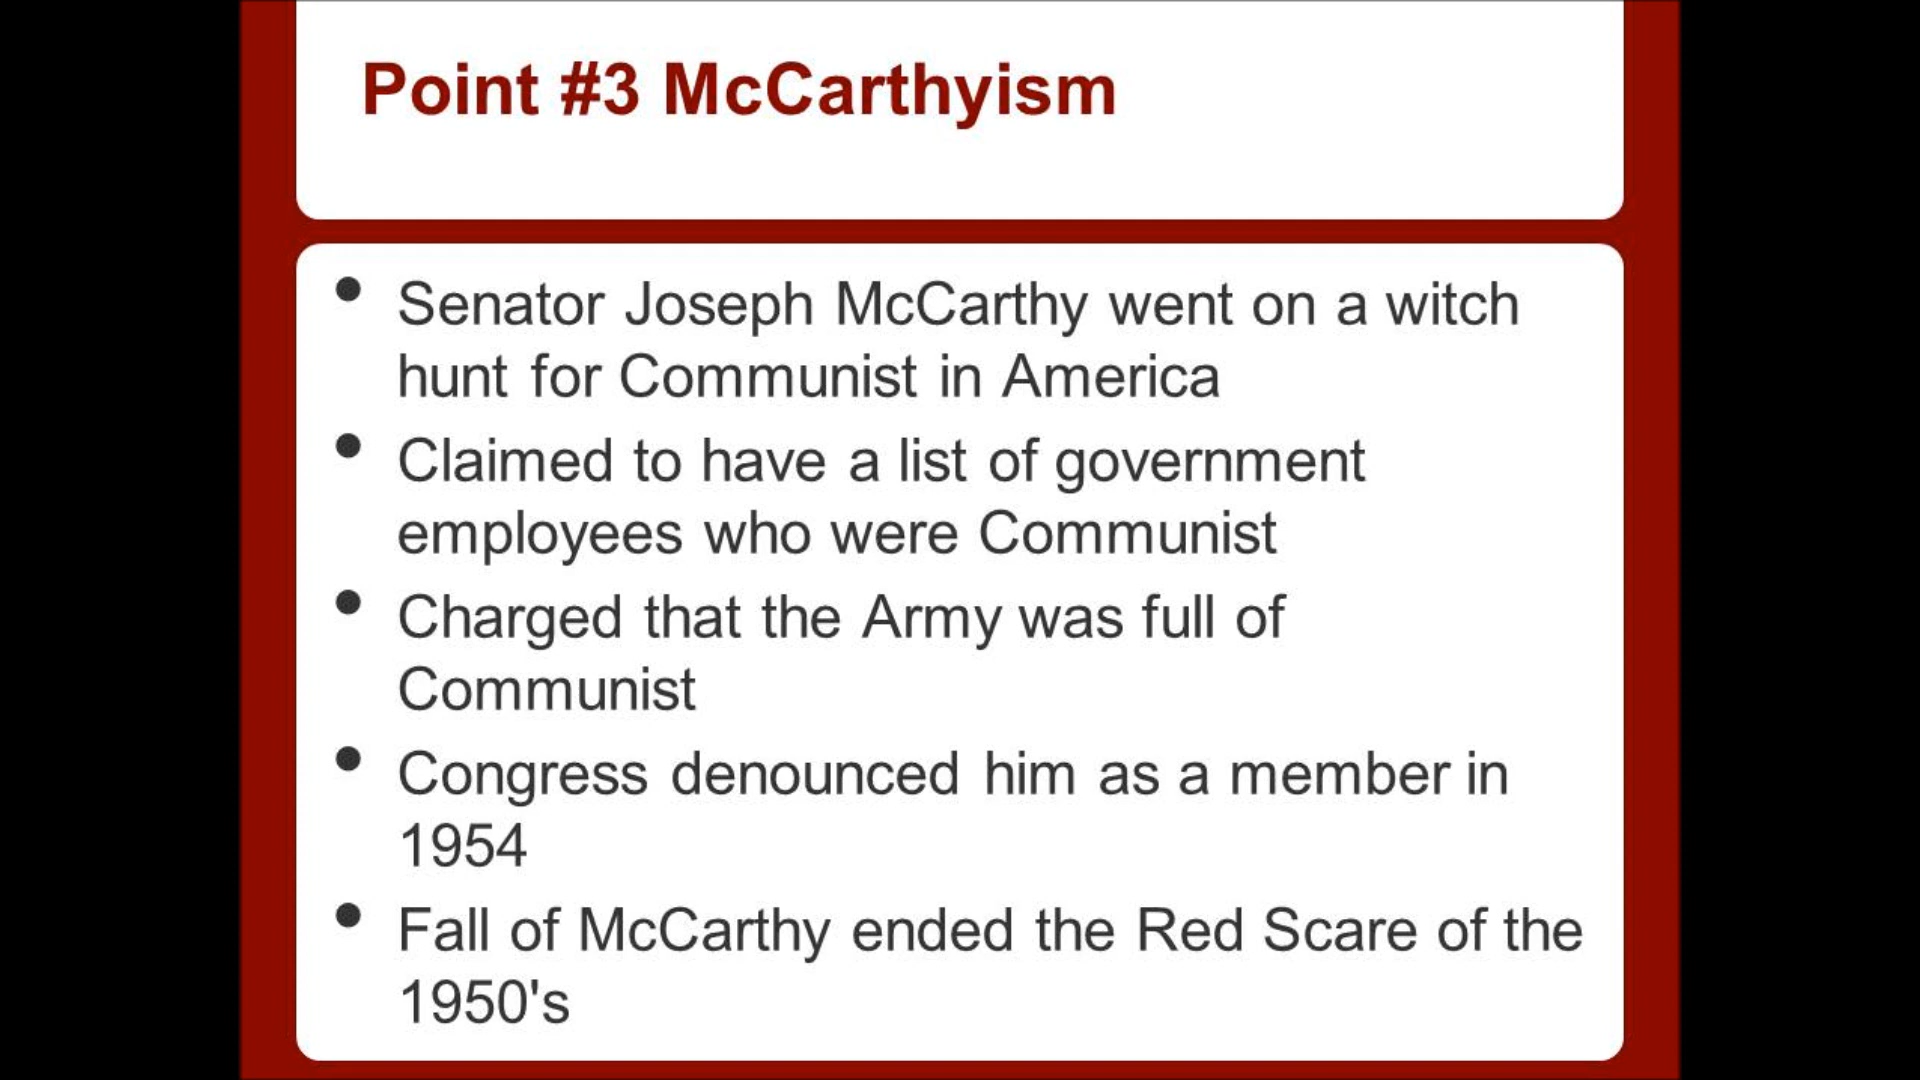 Point #3 McCarthyism
• Senator Joseph McCarthy went on a witch
hunt for Communist in America
• Claimed to have a list of government
employees who were Communist
• Charged that the Army was full of
Communist
• Congress denounced him as a member in
1954
• Fall of McCarthy ended the Red Scare of the
1950's